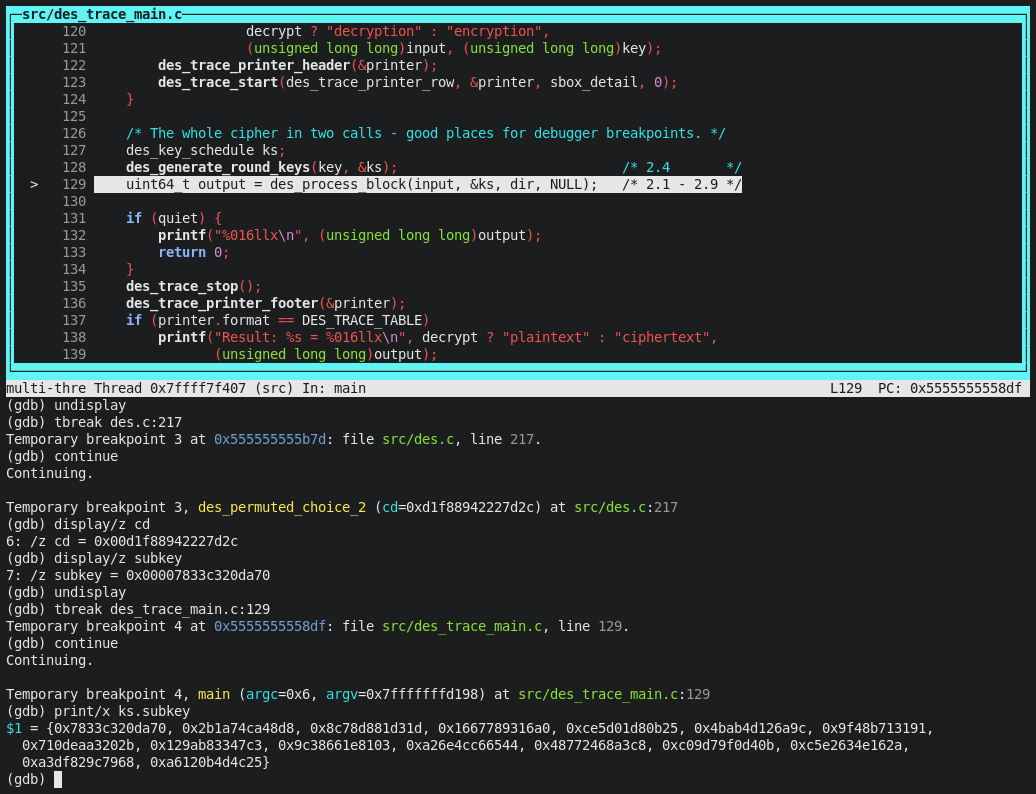 src/des_trace_main.c
120                    decrypt ? "decryption" : "encryption",
121                    (unsigned long long)input, (unsigned long long)key);
122         des_trace_printer_header(&printer);
123         des_trace_start(des_trace_printer_row, &printer, sbox_detail, 0);
124     }
125
126     /* The whole cipher in two calls - good places for debugger breakpoints. */
127     des_key_schedule ks;
128     des_generate_round_keys(key, &ks);                            /* 2.4       */
> 129     uint64_t output = des_process_block(input, &ks, dir, NULL);   /* 2.1 - 2.9 */
130
131     if (quiet) {
132         printf("%016llx\n", (unsigned long long)output);
133         return 0;
134     }
135     des_trace_stop();
136     des_trace_printer_footer(&printer);
137     if (printer.format == DES_TRACE_TABLE)
138         printf("Result: %s = %016llx\n", decrypt ? "plaintext" : "ciphertext",
139                (unsigned long long)output);
multi-thre Thread 0x7ffff7f407 (src) In: main                                                          L129  PC: 0x5555555558df
(gdb) undisplay
(gdb) tbreak des.c:217
Temporary breakpoint 3 at 0x555555555b7d: file src/des.c, line 217.
(gdb) continue
Continuing.

Temporary breakpoint 3, des_permuted_choice_2 (cd=0xd1f88942227d2c) at src/des.c:217
(gdb) display/z cd
6: /z cd = 0x00d1f88942227d2c
(gdb) display/z subkey
7: /z subkey = 0x00007833c320da70
(gdb) undisplay
(gdb) tbreak des_trace_main.c:129
Temporary breakpoint 4 at 0x5555555558df: file src/des_trace_main.c, line 129.
(gdb) continue
Continuing.

Temporary breakpoint 4, main (argc=0x6, argv=0x7fffffffd198) at src/des_trace_main.c:129
(gdb) print/x ks.subkey
$1 = {0x7833c320da70, 0x2b1a74ca48d8, 0x8c78d881d31d, 0x1667789316a0, 0xce5d01d80b25, 0x4bab4d126a9c, 0x9f48b713191,
  0x710deaa3202b, 0x129ab83347c3, 0x9c38661e8103, 0xa26e4cc66544, 0x48772468a3c8, 0xc09d79f0d40b, 0xc5e2634e162a,
  0xa3df829c7968, 0xa6120b4d4c25}
(gdb)